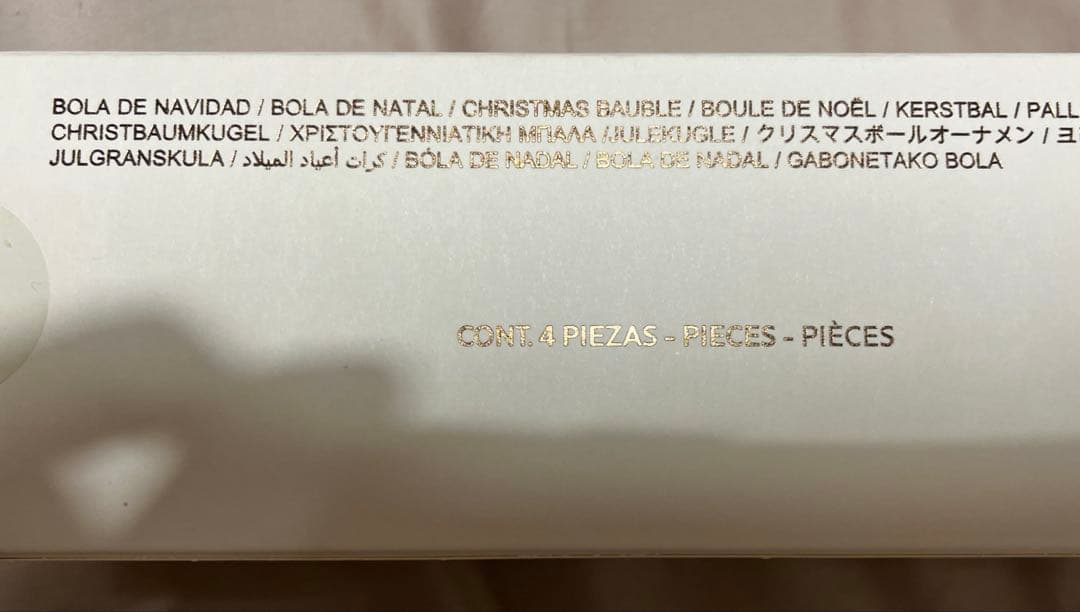 BOLA DE NAVIDAD / BOLA DE NATAL / CHRISTMAS BAUBLE / BOULE DE NOËL / KERSTBAL / PALL
CHRISTBAUMKUGEL / ΧΡΙΣΤΟΥΓΕΝΝΙΑΤΙΚΗ ΜΠΑΛΑ /JULEKUGLE / クリスマスボールオーナメン / ヨ
JULGRANSKULA / كرات أعياد الميلاد / BÓLA DE NADAL / BOLA DE NADAL / GABONETAKO BOLA
CONT. 4 PIEZAS - PIECES - PIÈCES